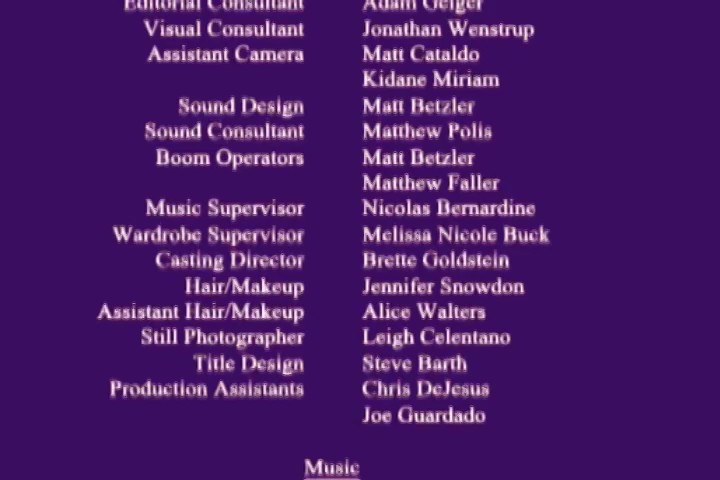 Editorial Consultant Adam Geiger
Visual Consultant Jonathan Wenstrup
Assistant Camera Matt Cataldo
Kidane Miriam
Sound Design Matt Betzler
Sound Consultant Matthew Polis
Boom Operators Matt Betzler
Matthew Faller
Music Supervisor Nicolas Bernardine
Wardrobe Supervisor Melissa Nicole Buck
Casting Director Brette Goldstein
Hair/Makeup Jennifer Snowdon
Assistant Hair/Makeup Alice Walters
Still Photographer Leigh Celentano
Title Design Steve Barth
Production Assistants Chris DeJesus
Joe Guardado
Music